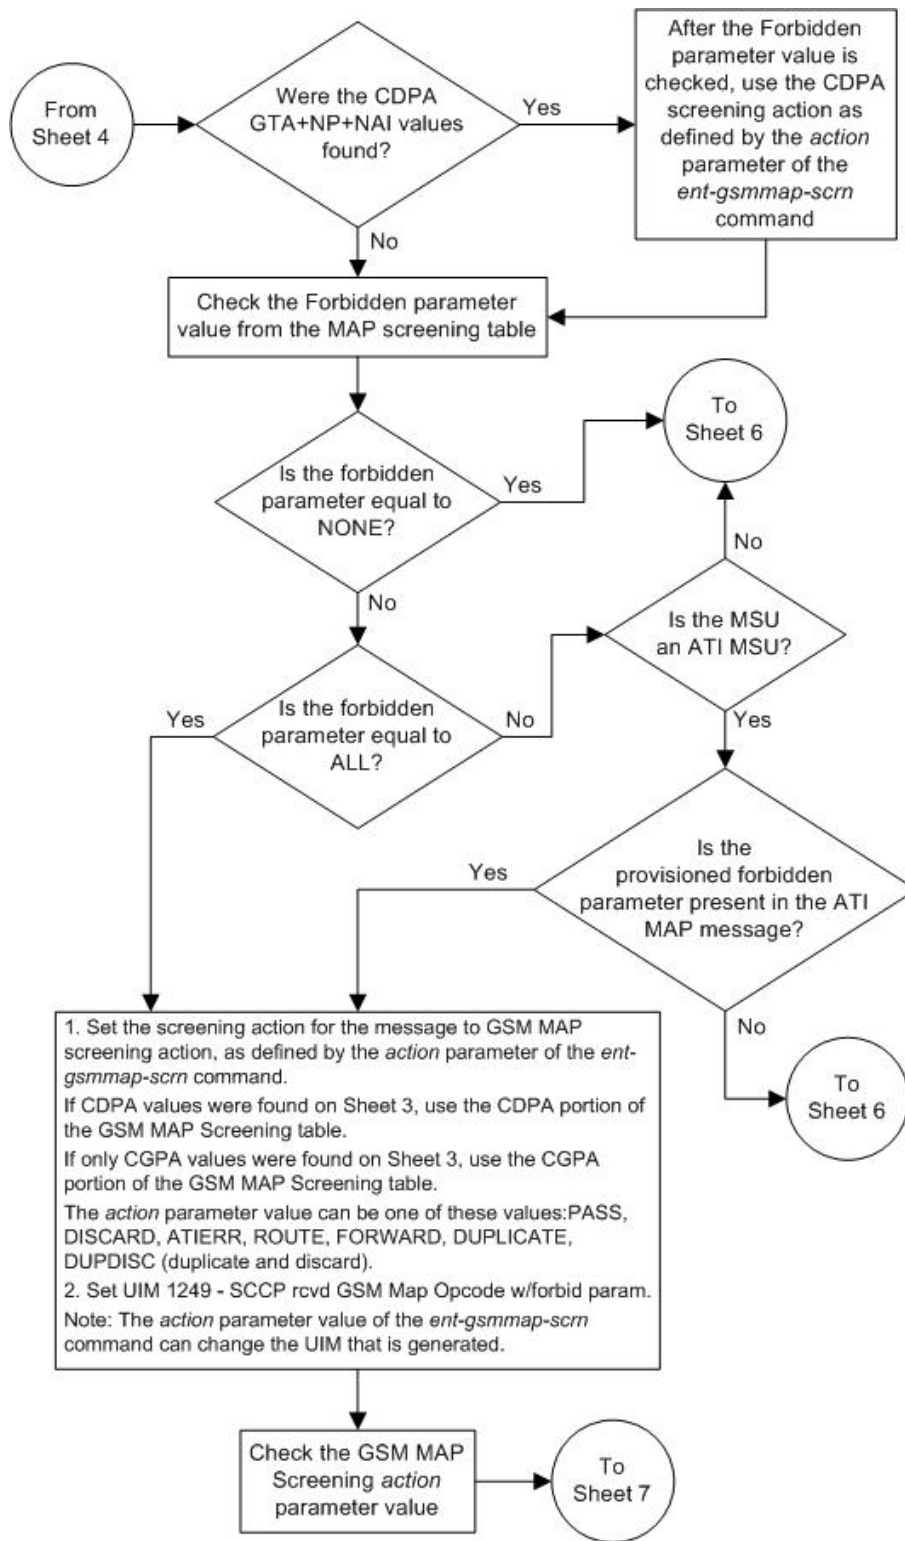 From
Sheet 4
Were the CDPA
GTA+NP+NAI values
found?
Yes
After the Forbidden
parameter value is
checked, use the CDPA
screening action as
defined by the action
parameter of the
ent-gsmmap-scrn
command
No
Check the Forbidden parameter
value from the MAP screening table
Is the forbidden
parameter equal to
NONE?
Yes
To
Sheet 6
No
No
Is the MSU
an ATI MSU?
Is the forbidden
parameter equal to
ALL?
Yes
No
Yes
Is the
provisioned forbidden
parameter present in the ATI
MAP message?
Yes
No
To
Sheet 6
1. Set the screening action for the message to GSM MAP
screening action, as defined by the action parameter of the ent-
gsmmap-scrn command.
If CDPA values were found on Sheet 3, use the CDPA portion of
the GSM MAP Screening table.
If only CGPA values were found on Sheet 3, use the CGPA
portion of the GSM MAP Screening table.
The action parameter value can be one of these values:PASS,
DISCARD, ATIERR, ROUTE, FORWARD, DUPLICATE,
DUPDISC (duplicate and discard).
2. Set UIM 1249 - SCCP rcvd GSM Map Opcode w/forbid param.
Note: The action parameter value of the ent-gsmmap-scrn
command can change the UIM that is generated.
Check the GSM MAP
Screening action
parameter value
To
Sheet 7